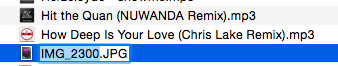 Hit the Quan (NUWANDA Remix).mp3
How Deep Is Your Love (Chris Lake Remix).mp3
IMG_2300.JPG